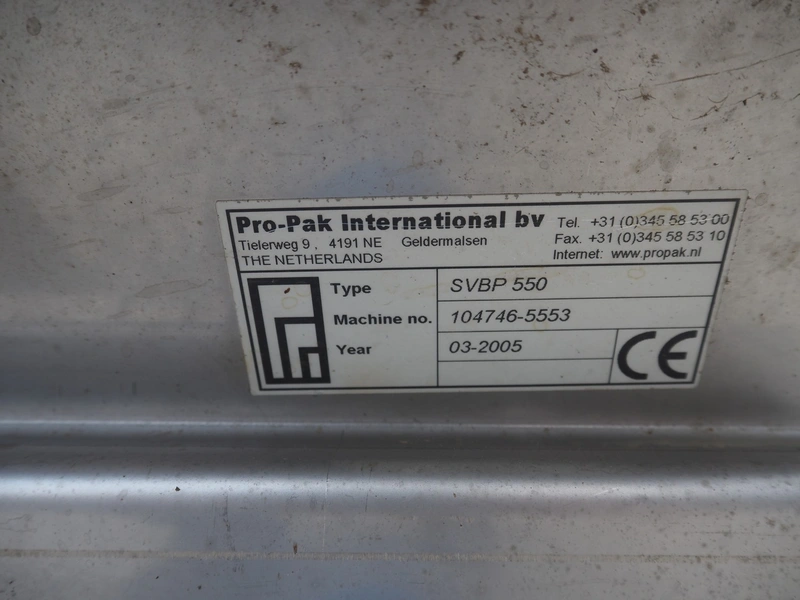 Pro-Pak International bv Tel. +31 (0)345 58 53 00
Tielerweg 9 , 4191 NE Geldermalsen Fax. +31 (0)345 58 53 10
THE NETHERLANDS Internet: www.propak.nl
Type SVBP 550
Machine no. 104746-5553
Year 03-2005
CE